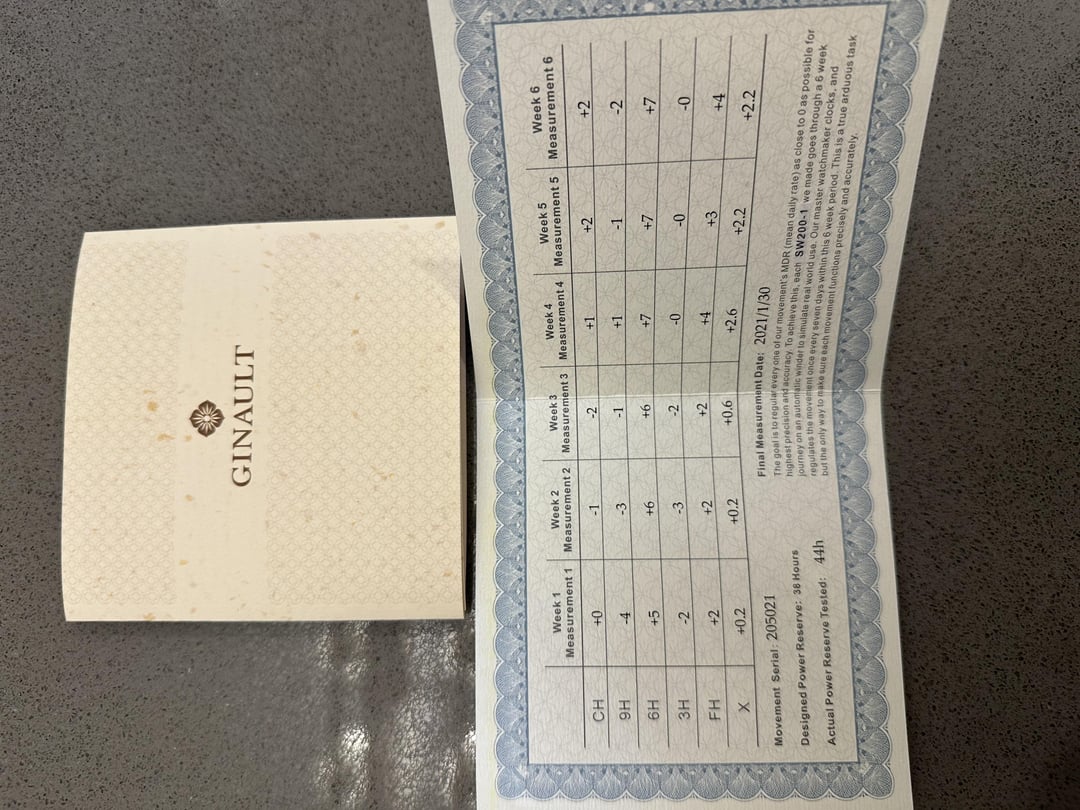 GINAULT
Week 1 Week 2 Week 3 Week 4 Week 5 Week 6
Measurement 1 Measurement 2 Measurement 3 Measurement 4 Measurement 5 Measurement 6
CH +0 -1 -2 +1 +2 +2
9H -4 -3 -1 +1 -1 -2
6H +5 +6 +6 +7 +7 +7
3H -2 -3 -2 -0 -0 -0
FH +2 +2 +2 +4 +3 +4
X +0.2 +0.2 +0.6 +2.6 +2.2 +2.2
Movement Serial: 205021
Designed Power Reserve: 38 Hours
Actual Power Reserve Tested: 44h
Final Measurement Date: 2021/1/30
The goal is to regular every one of our movement's MDR (mean daily rate) as close to 0 as possible for
highest precision and accuracy. To achieve this, each SW200-1 we made goes through a 6 week
journey on an automatic winder to simulate real world use. Our master watchmaker clocks, and
regulates the movement once every seven days within this 6 week period. This is a true arduous task
but the only way to make sure each movement functions precisely and accurately.